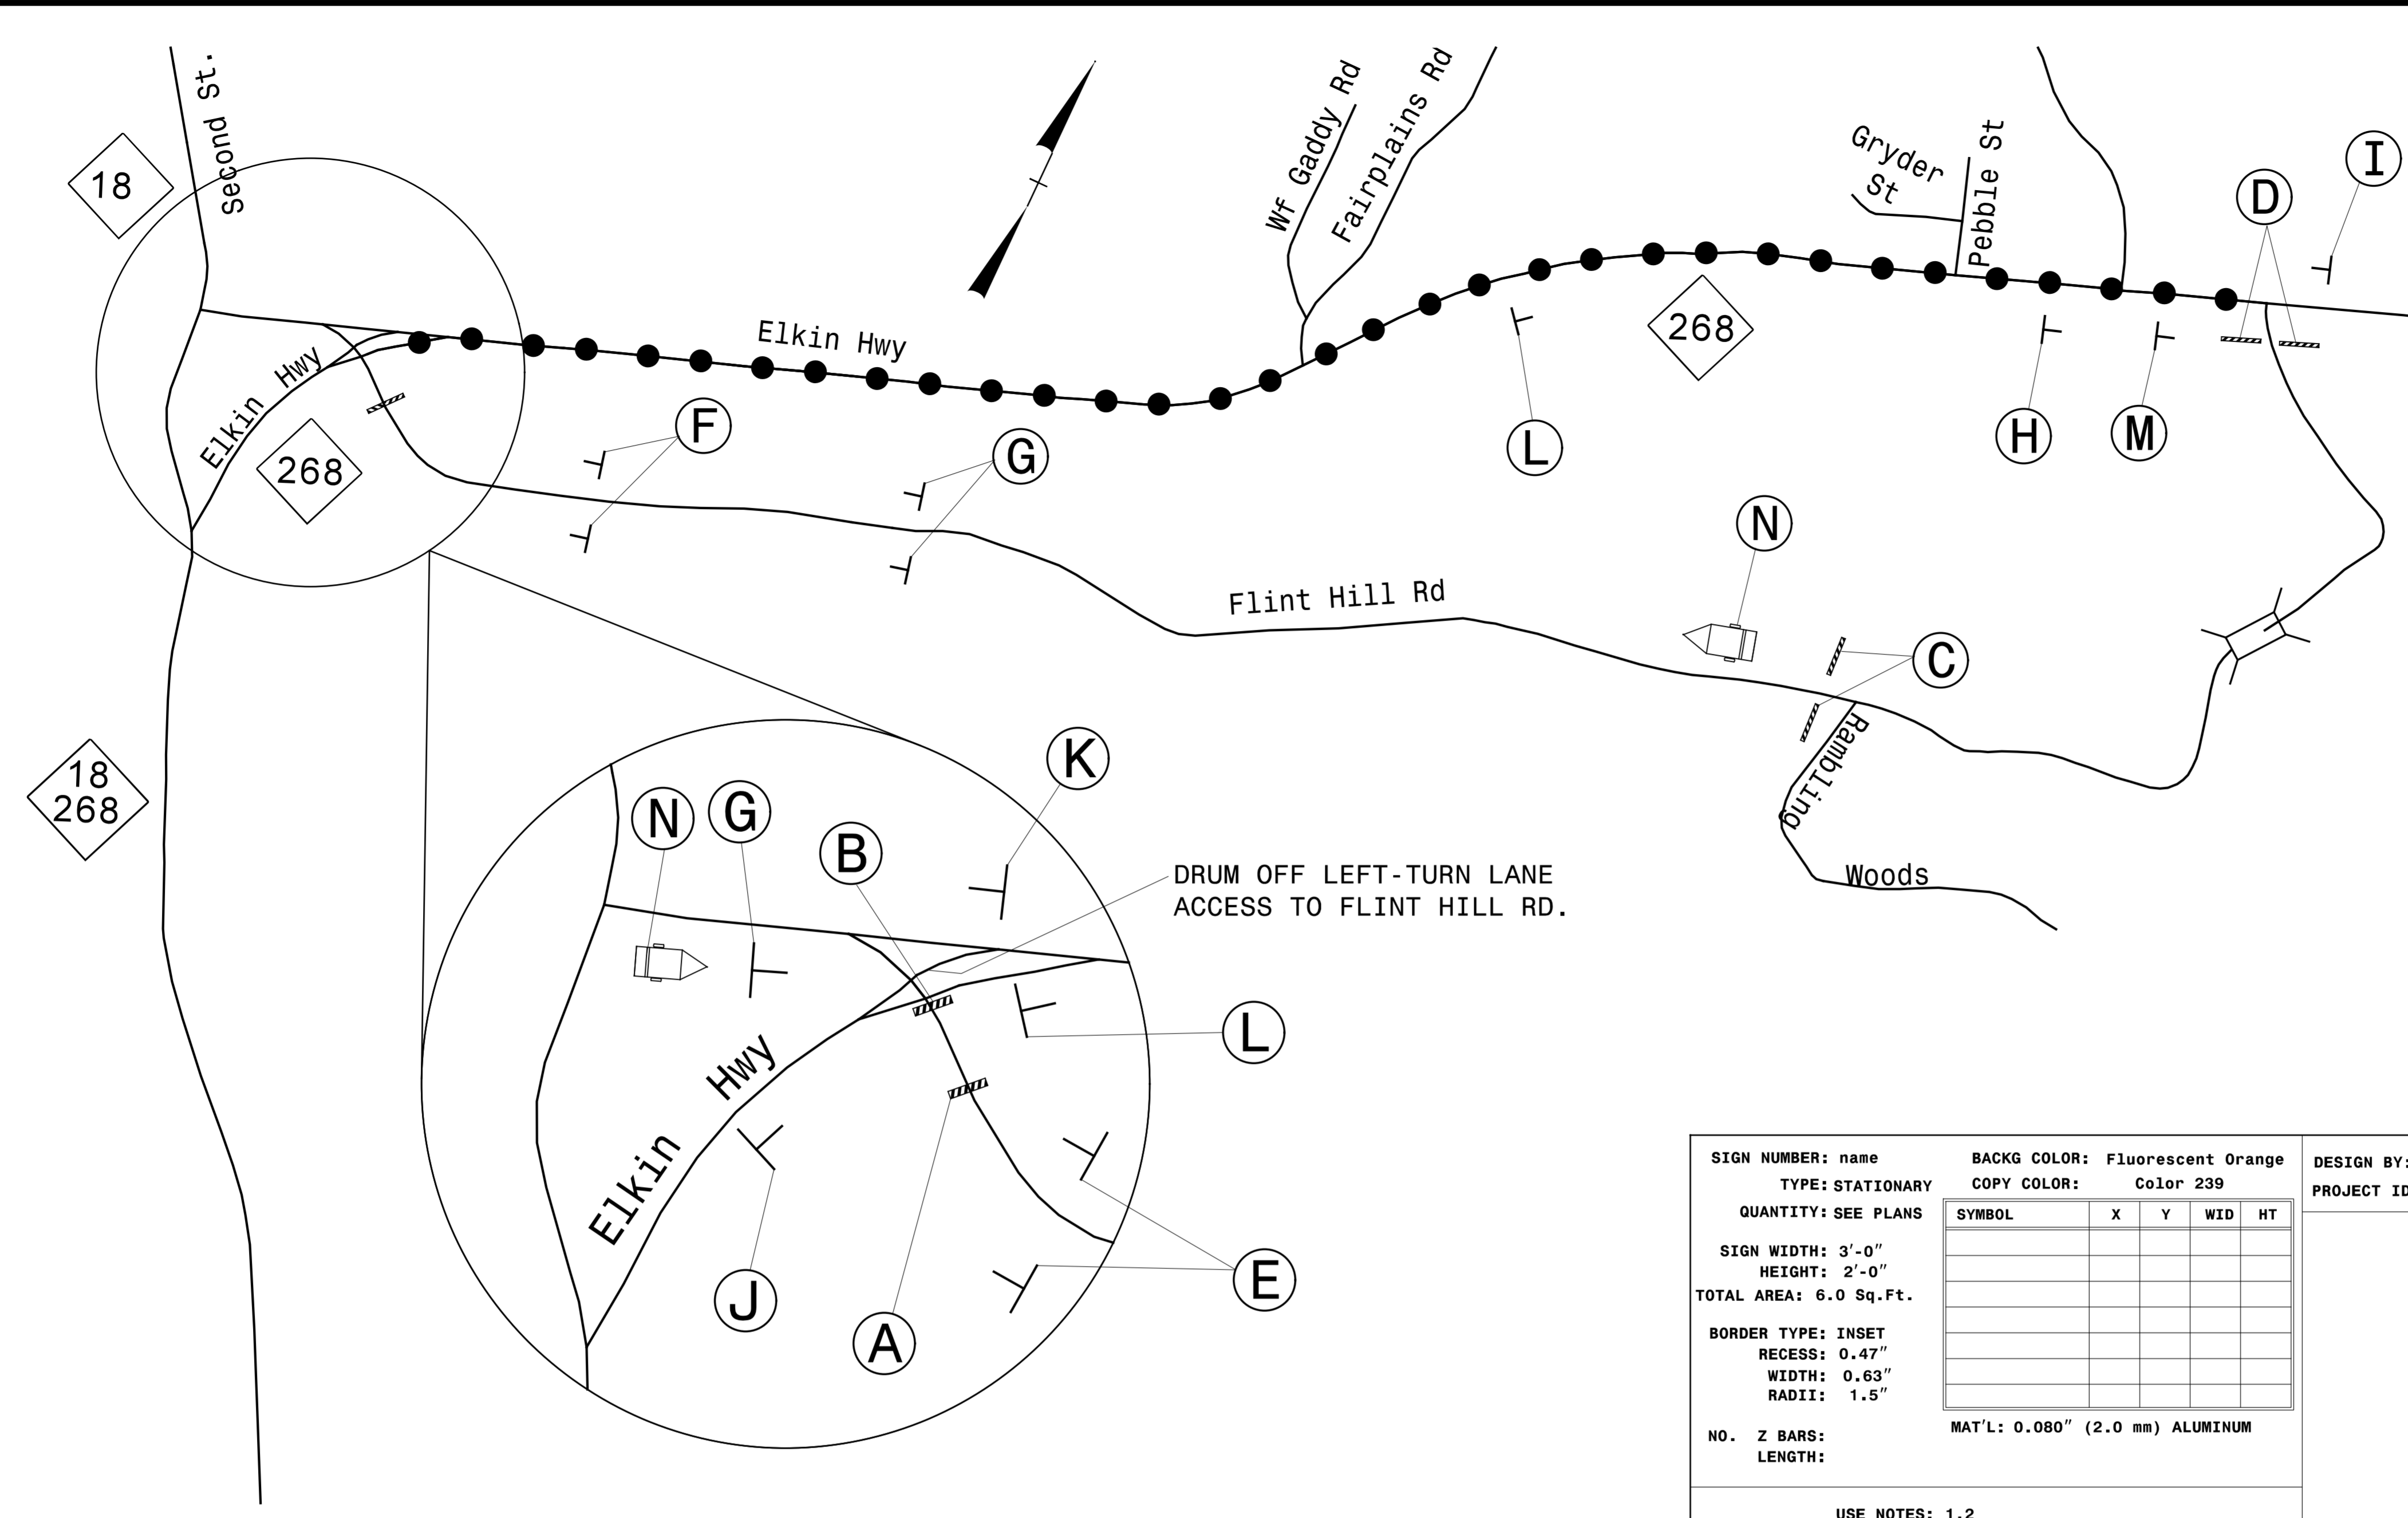 Second St.
18
Elkin Hwy
268
Elkin Hwy
Wf Gaddy Rd
Fairplains Rd
Gryder
St
Pebble St
I
D
268
F
G
L
H
M
N
Flint Hill Rd
C
Rambling
Woods
18
268
K
N
G
B
DRUM OFF LEFT-TURN LANE
ACCESS TO FLINT HILL RD.
L
Elkin Hwy
J
A
E
SIGN NUMBER: name
TYPE: STATIONARY
QUANTITY: SEE PLANS
SIGN WIDTH: 3'-0"
HEIGHT: 2'-0"
TOTAL AREA: 6.0 Sq.Ft.
BORDER TYPE: INSET
RECESS: 0.47"
WIDTH: 0.63"
RADII: 1.5"
NO. Z BARS:
LENGTH:
BACKG COLOR: Fluorescent Orange
COPY COLOR: Color 239
SYMBOL X Y WID HT
MAT'L: 0.080" (2.0 mm) ALUMINUM
DESIGN BY:
PROJECT ID
USE NOTES: 1,2